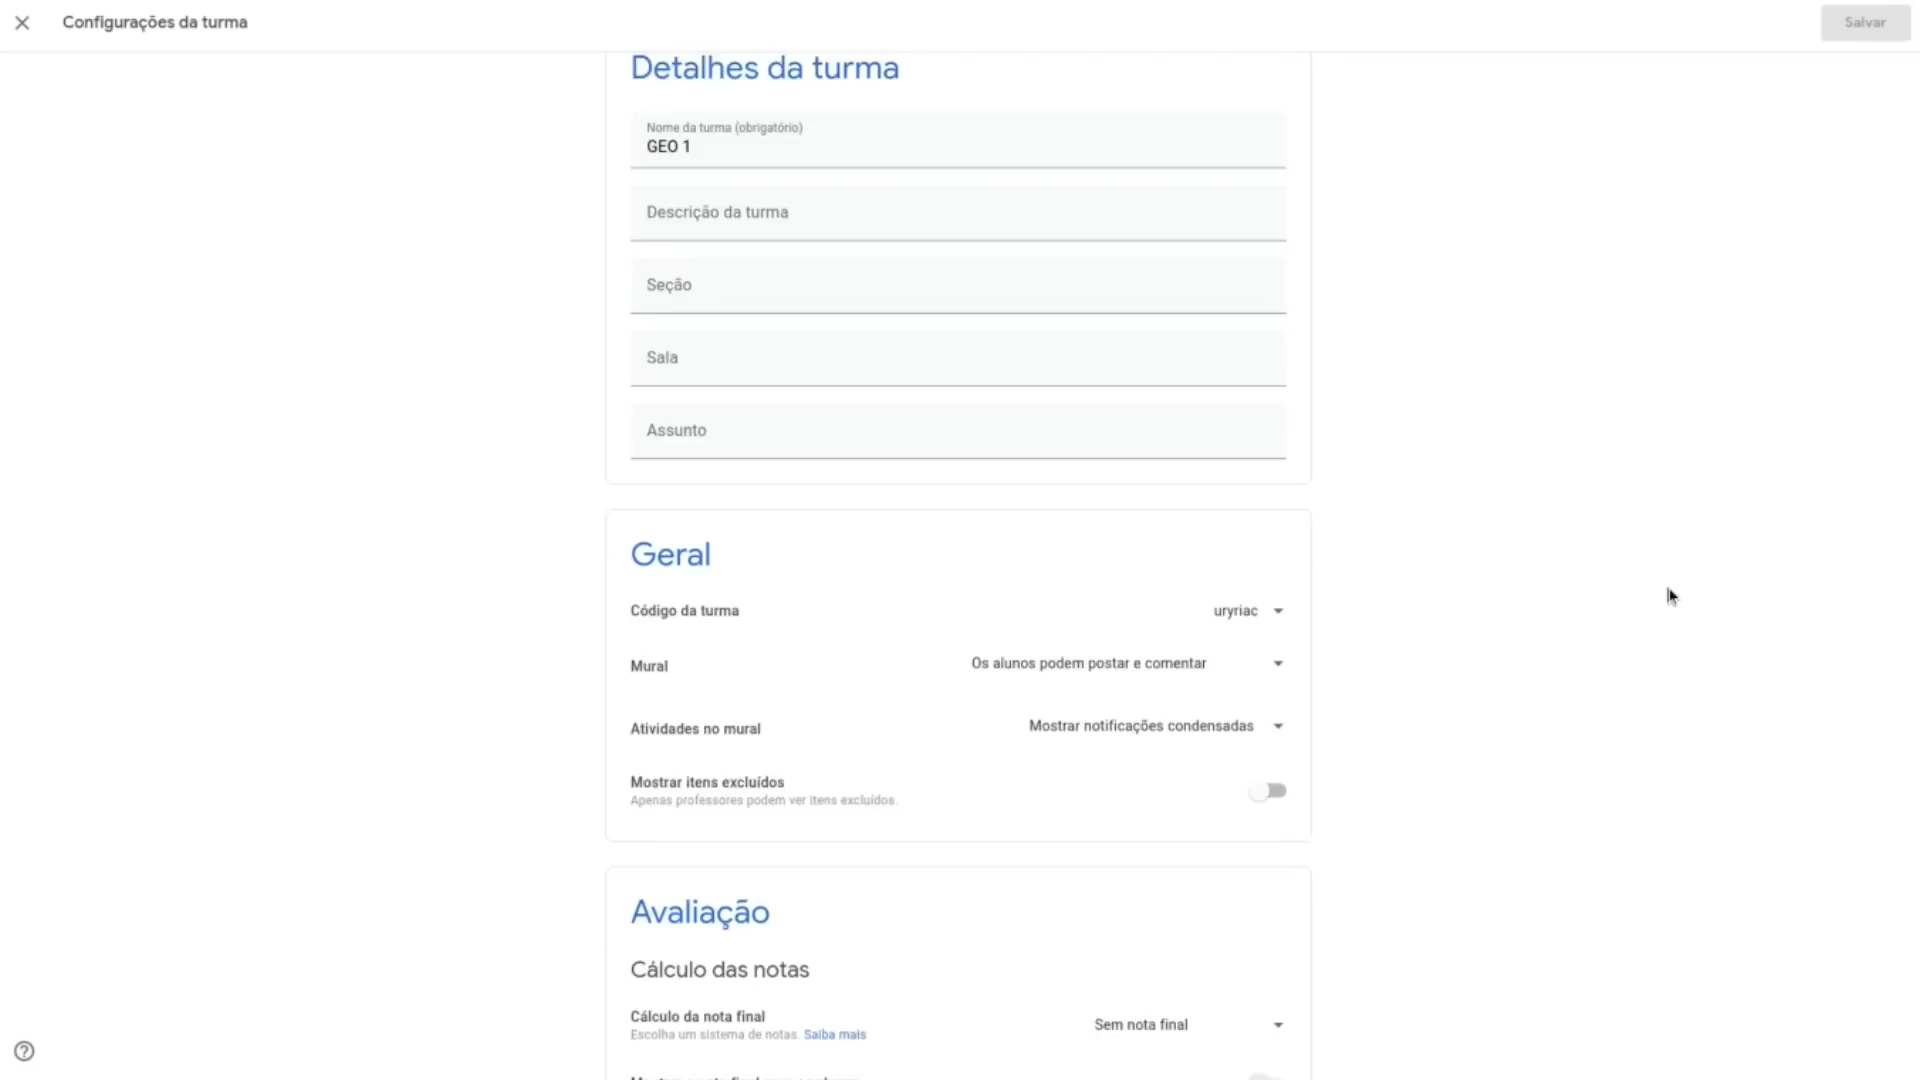 Configurações da turma
Salvar
Detalhes da turma
Nome da turma (obrigatório)
GEO 1
Descrição da turma
Seção
Sala
Assunto
Geral
Código da turma
uryriac
Mural
Os alunos podem postar e comentar
Atividades no mural
Mostrar notificações condensadas
Mostrar itens excluídos
Apenas professores podem ver itens excluídos.
Avaliação
Cálculo das notas
Cálculo da nota final
Sem nota final
Escolha um sistema de notas. Saiba mais